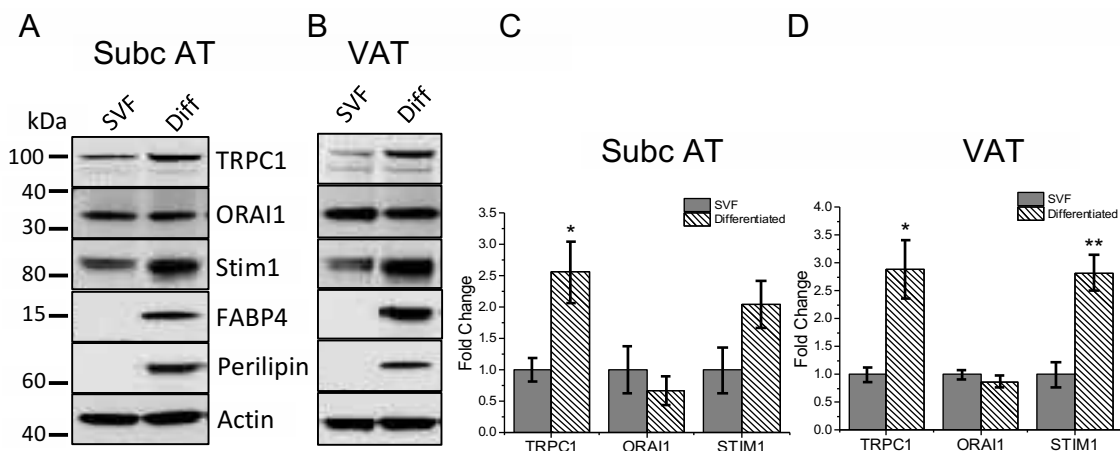 A
Subc AT
SVF Diff
kDa
100
40
30
80
15
60
40
TRPC1
ORAI1
Stim1
FABP4
Perilipin
Actin
B
VAT
SVF Diff
C
Subc AT
SVF
Differentiated
Fold Change
3.5
3.0
2.5
2.0
1.5
1.0
0.5
0.0
*
TRPC1 ORAI1 STIM1
D
VAT
SVF
Differentiated
Fold Change
4.0
3.5
3.0
2.5
2.0
1.5
1.0
0.5
0.0
*
**
TRPC1 ORAI1 STIM1